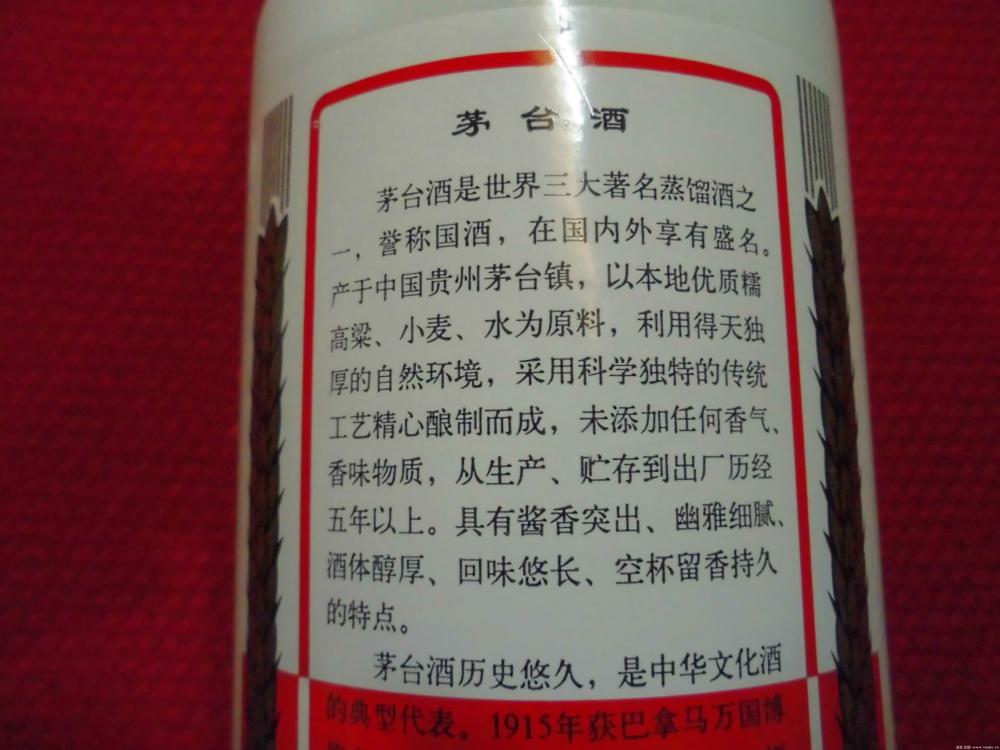 茅台酒
茅台酒是世界三大著名蒸馏酒之
一，誉称国酒，在国内外享有盛名。
产于中国贵州茅台镇，以本地优质糯
高粱、小麦、水为原料，利用得天独
厚的自然环境，采用科学独特的传统
工艺精心酿制而成，未添加任何香气、
香味物质，从生产、贮存到出厂历经
五年以上。具有酱香突出、幽雅细腻、
酒体醇厚、回味悠长、空杯留香持久
的特点。
茅台酒历史悠久，是中华文化酒
的典型代表。1915年获巴拿马万国博